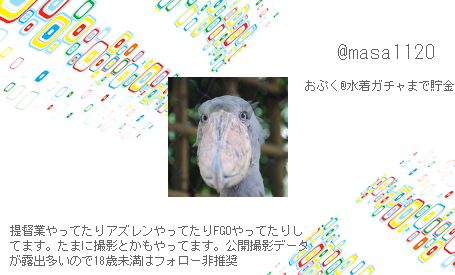 @masa1120
おぷく@水着ガチャまで貯金
提督業やってたりアズレンやってたりFGOやってたりし
てます。たまに撮影とかもやってます。公開撮影データ
が露出多いので18歳未満はフォロー非推奨